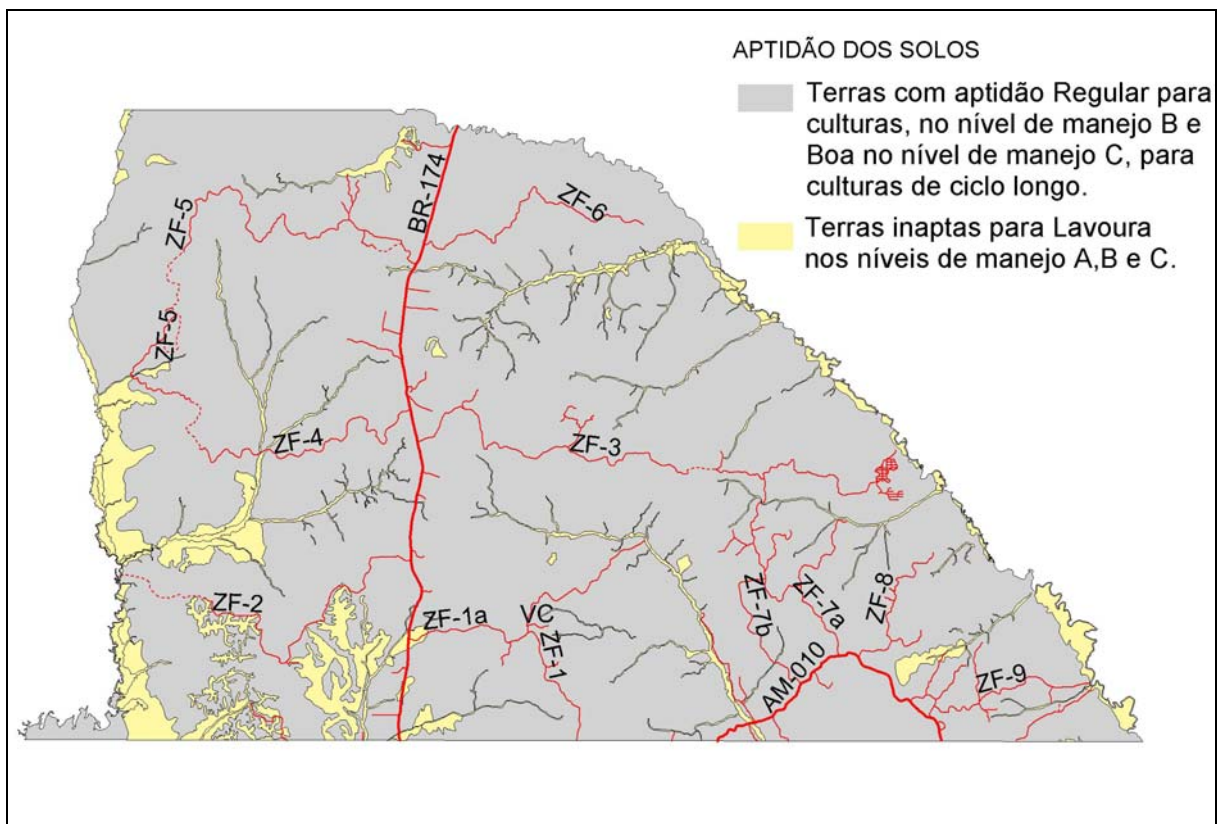 APTIDÃO DOS SOLOS
Terras com aptidão Regular para
culturas, no nível de manejo B e
Boa no nível de manejo C, para
culturas de ciclo longo.
Terras inaptas para Lavoura
nos níveis de manejo A,B e C.
BR-174
ZF-6
ZF-5
ZF-5
ZF-4
ZF-3
ZF-2
ZF-1a
VC
ZF-1
ZF-7b
ZF-7a
ZF-8
AM-010
ZF-9